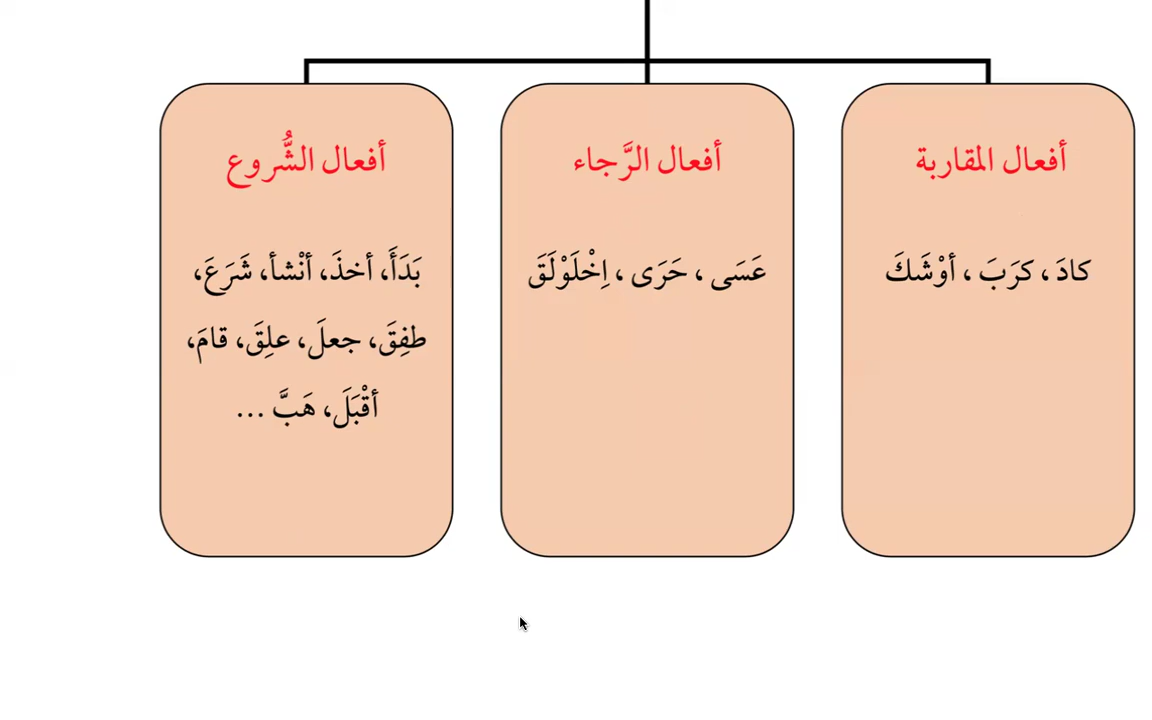 أفعال المقاربة
كادَ ، كرَبَ ، أوْشَكَ
أفعال الرَّجاء
عَسَى ، حَرَى ، اِخْلَوْلَقَ
أفعال الشُّروع
بَدَأَ، أخذَ، أنْشأ، شَرَعَ،
طفِقَ، جعلَ، علِقَ، قامَ،
أقْبَلَ، هَبَّ ...